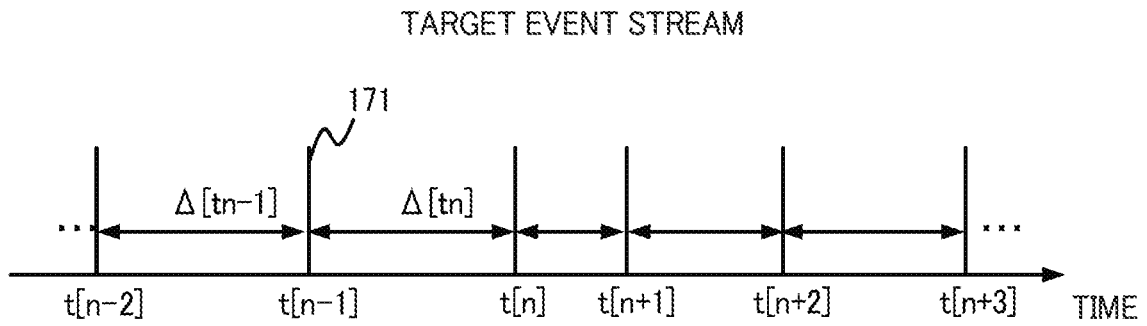 TARGET EVENT STREAM
171
Δ[tn-1] Δ[tn]
... ...
t[n-2] t[n-1] t[n] t[n+1] t[n+2] t[n+3] TIME